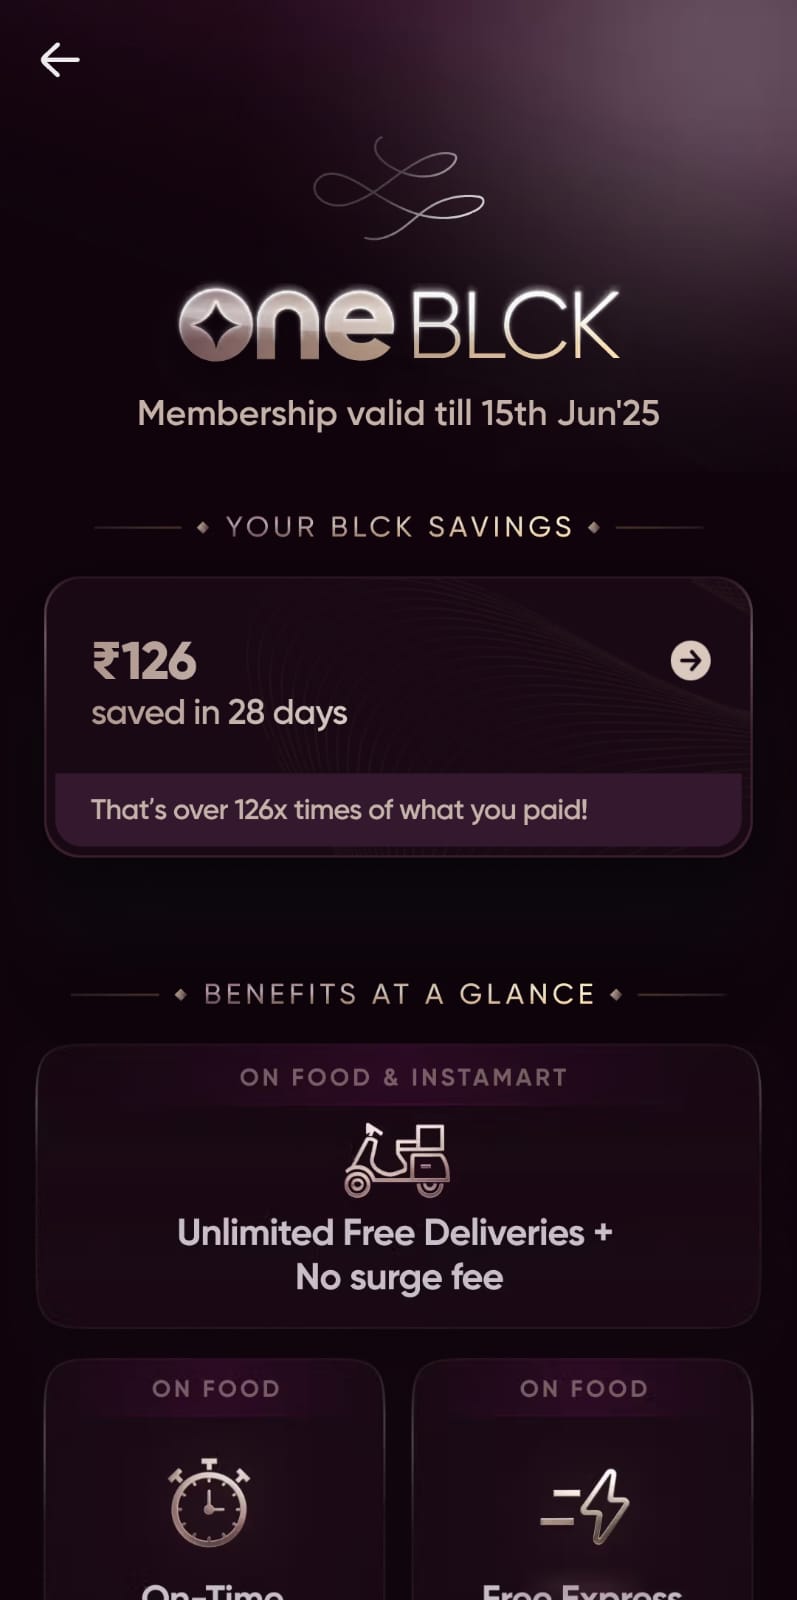 one BLCK
Membership valid till 15th Jun'25
YOUR BLCK SAVINGS
₹126
saved in 28 days
That's over 126x times of what you paid!
BENEFITS AT A GLANCE
ON FOOD & INSTAMART
Unlimited Free Deliveries +
No surge fee
ON FOOD
ON FOOD
On-Time
Free Express